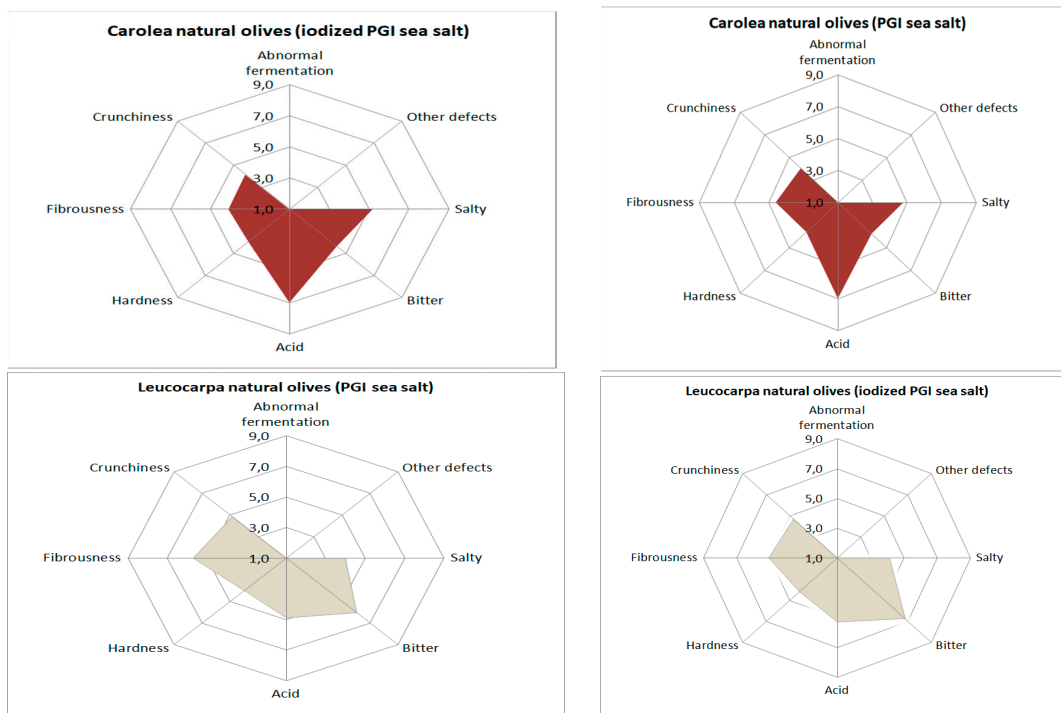 Carolea natural olives (iodized PGI sea salt)
Abnormal
fermentation
9,0
Crunchiness
Other defects
7,0
5,0
3,0
Fibrousness
1,0
Salty
Hardness
Bitter
Acid
Carolea natural olives (PGI sea salt)
Abnormal
fermentation
9,0
Crunchiness
Other defects
7,0
5,0
3,0
Fibrousness
1,0
Salty
Hardness
Bitter
Acid
Leucocarpa natural olives (PGI sea salt)
Abnormal
fermentation
9,0
Crunchiness
Other defects
7,0
5,0
3,0
Fibrousness
1,0
Salty
Hardness
Bitter
Acid
Leucocarpa natural olives (iodized PGI sea salt)
Abnormal
fermentation
9,0
Crunchiness
Other defects
7,0
5,0
3,0
Fibrousness
1,0
Salty
Hardness
Bitter
Acid